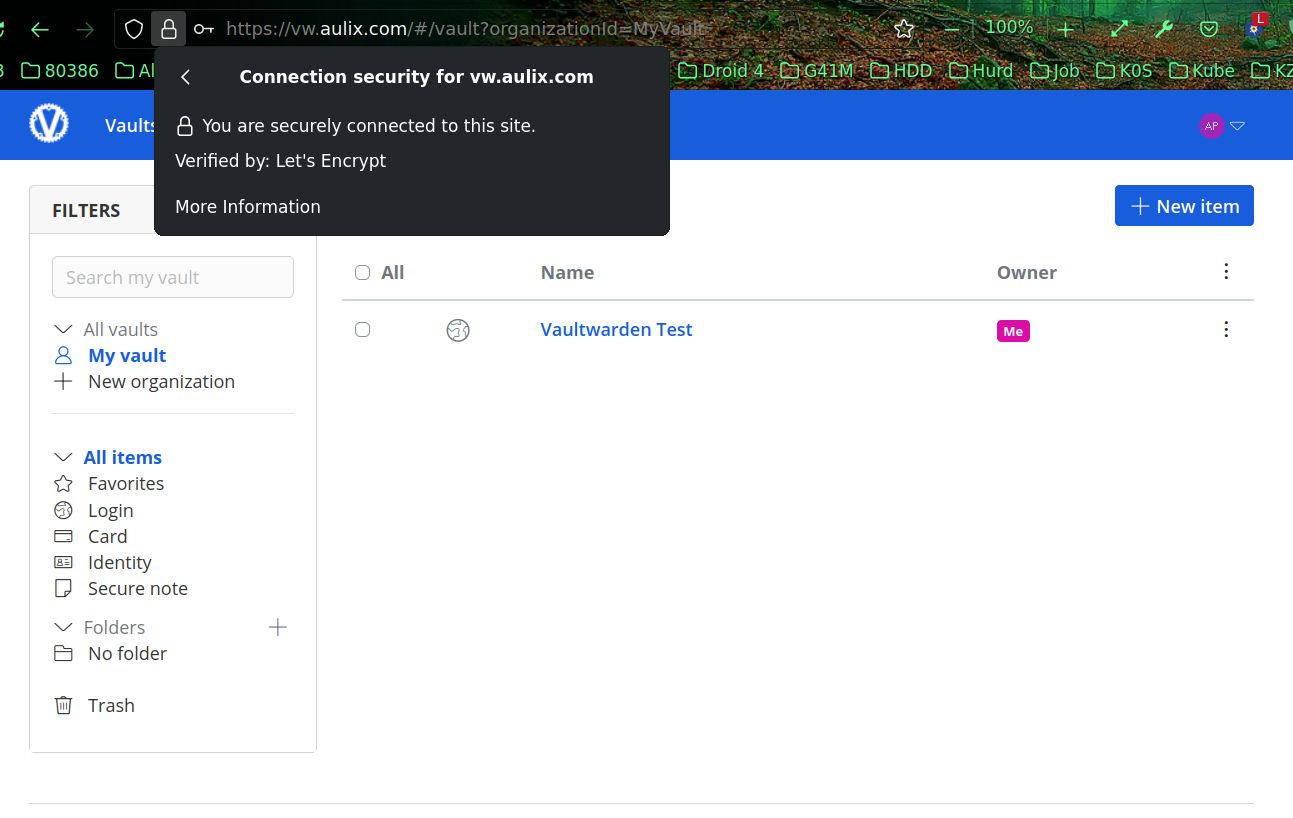 https://vw.aulix.com/#/vault?organizationId=MyVault
100%
L
80386
Droid 4
G41M
HDD
Hurd
Job
K0S
Kube
Connection security for vw.aulix.com
You are securely connected to this site.
Verified by: Let's Encrypt
More Information
V
Vaults
AP
FILTERS
New item
Search my vault
All
Name
Owner
All vaults
My vault
New organization
Vaultwarden Test
Me
All items
Favorites
Login
Card
Identity
Secure note
Folders
No folder
Trash